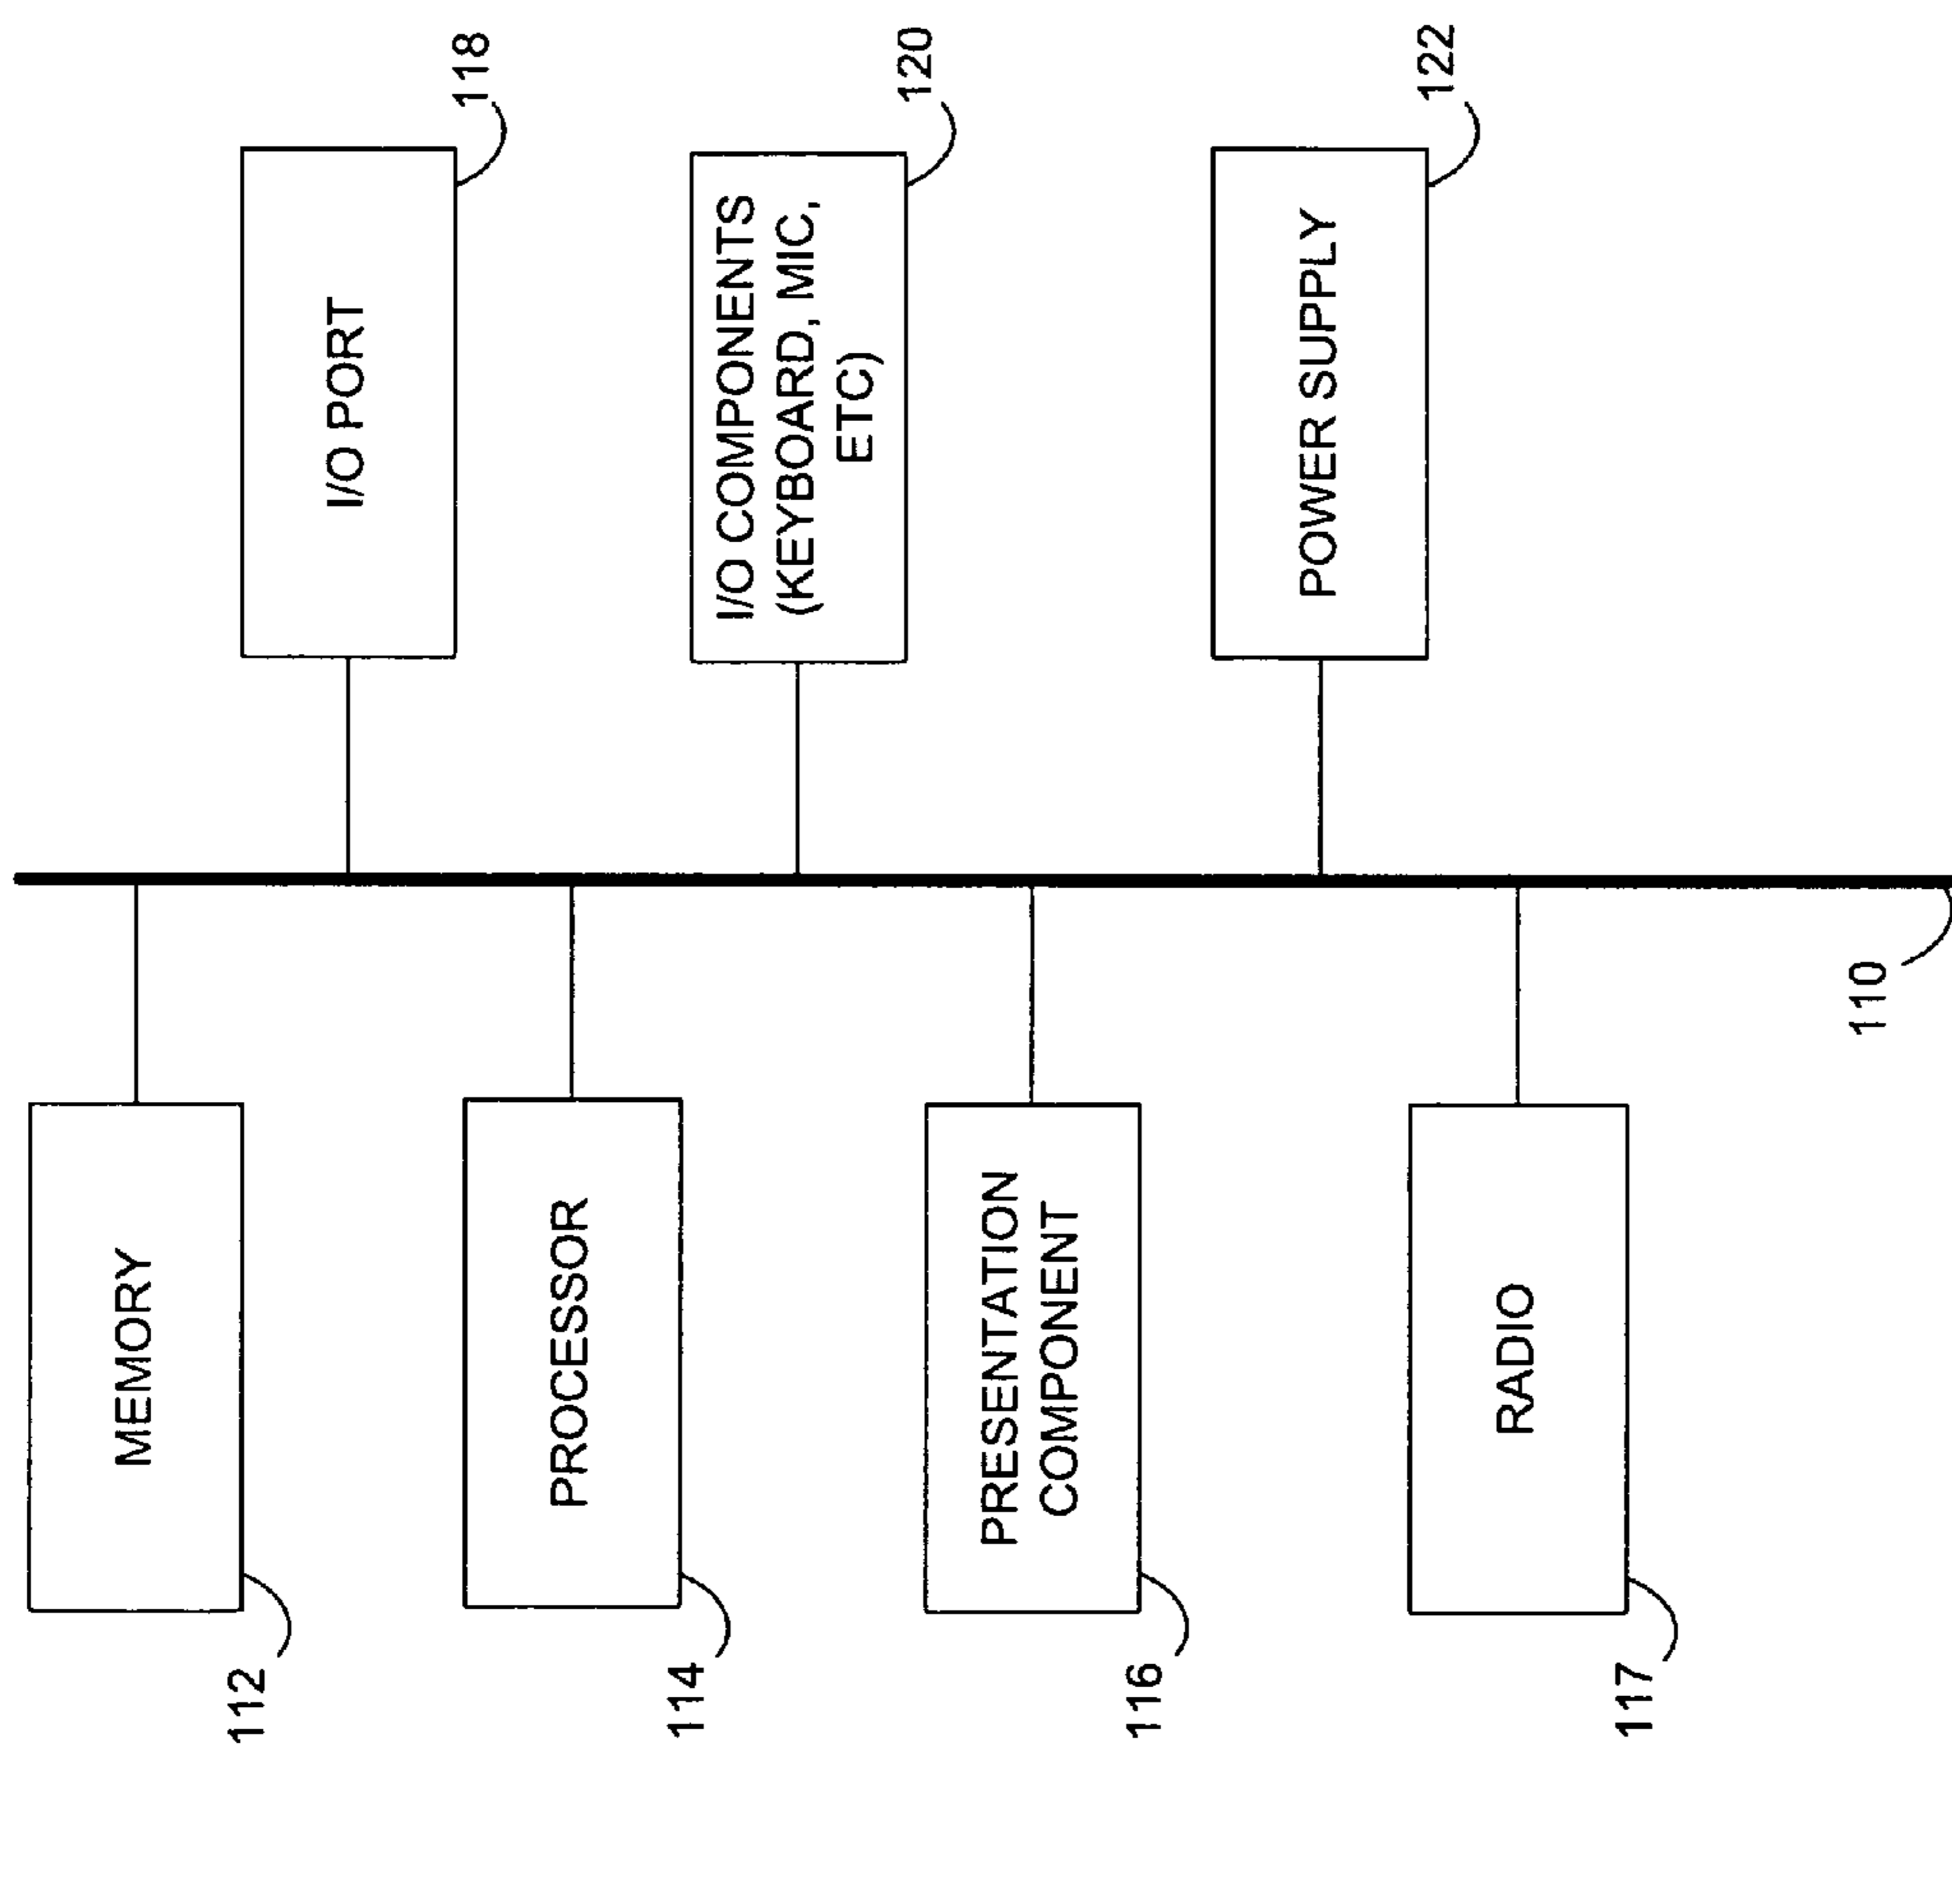 112
MEMORY
114
PROCESSOR
116
PRESENTATION
COMPONENT
117
RADIO
110
I/O PORT
118
I/O COMPONENTS
(KEYBOARD, MIC,
ETC)
120
POWER SUPPLY
122